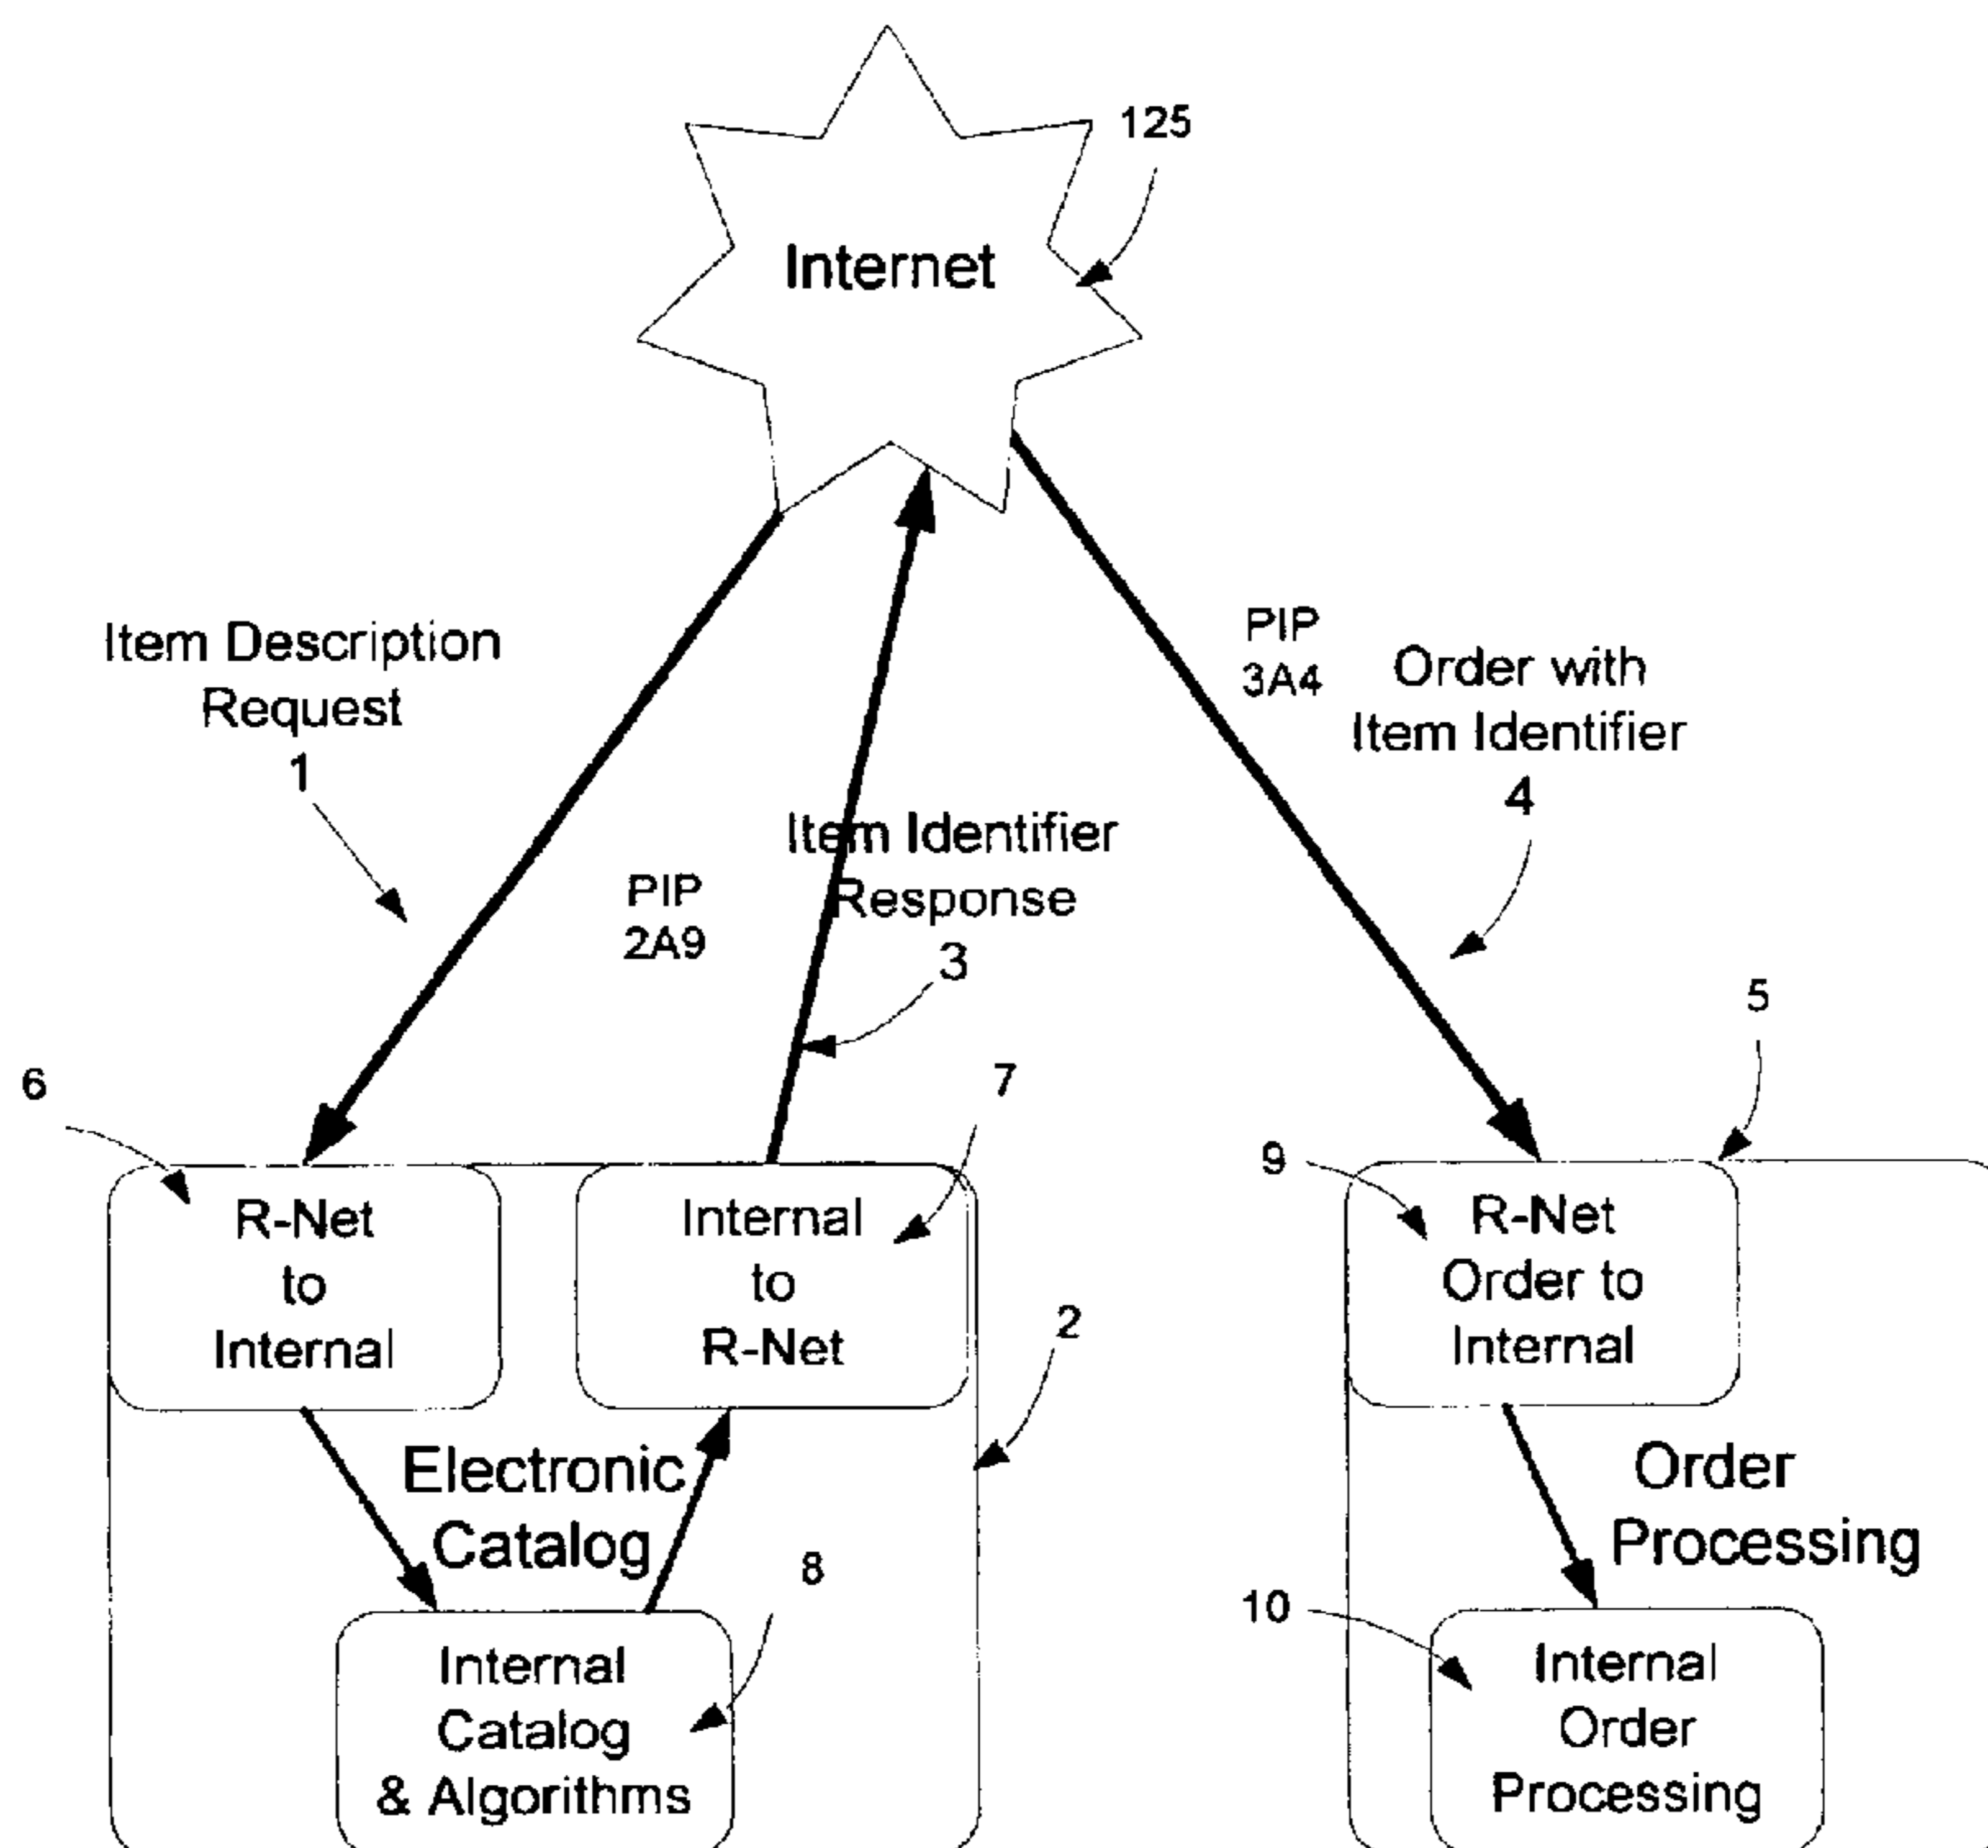 125
Internet
Item Description
Request
1
PIP
3A4
Order with
Item Identifier
4
Item Identifier
Response
3
PIP
2A9
5
6
7
9
R-Net
to
Internal
Internal
to
R-Net
2
R-Net
Order to
Internal
Electronic
Catalog
8
Order
Processing
10
Internal
Catalog
& Algorithms
Internal
Order
Processing